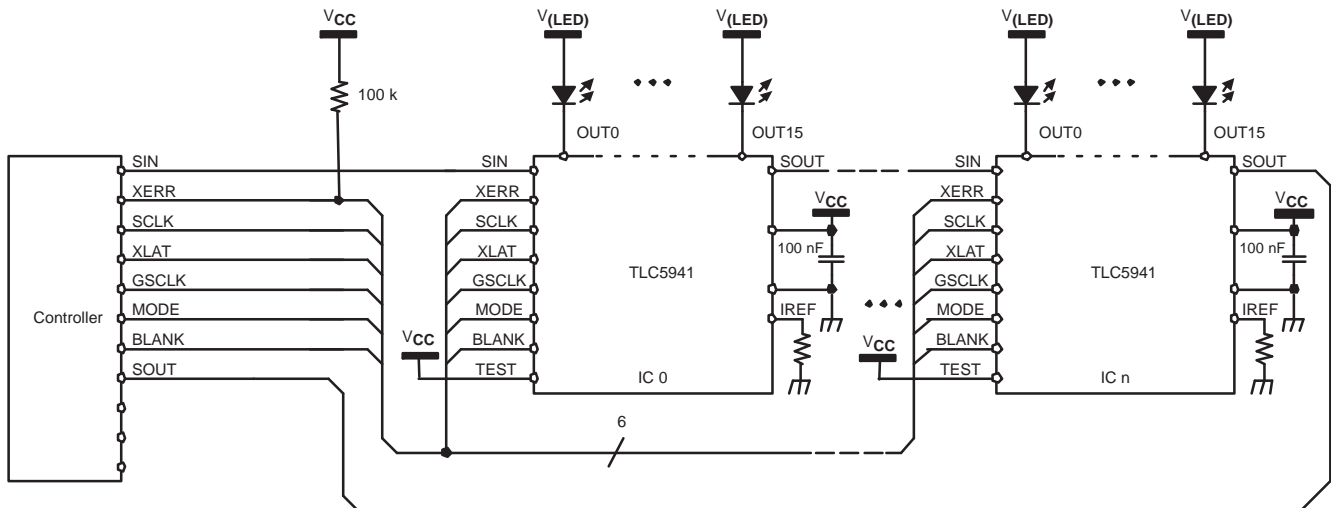 VCC
V(LED)
V(LED)
V(LED)
V(LED)
100 k
OUT0
OUT15
OUT0
OUT15
Controller
SIN
XERR
SCLK
XLAT
GSCLK
MODE
BLANK
SOUT
SIN
XERR
SCLK
XLAT
GSCLK
MODE
BLANK
TEST
VCC
TLC5941
IC 0
SOUT
VCC
100 nF
IREF
6
SIN
XERR
SCLK
XLAT
GSCLK
MODE
BLANK
TEST
VCC
TLC5941
IC n
SOUT
VCC
100 nF
IREF